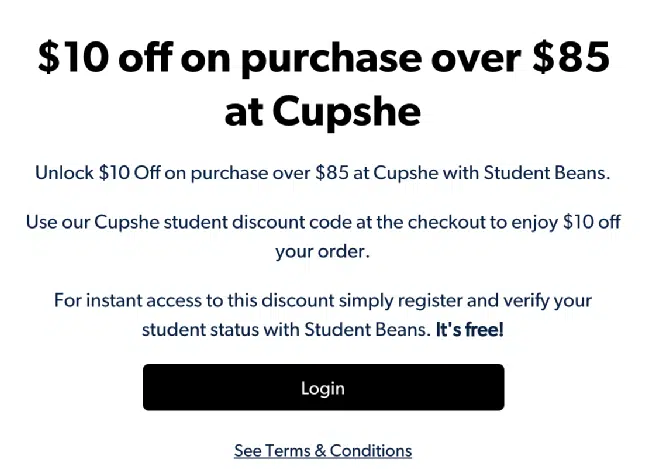 $10 off on purchase over $85
at Cupshe
Unlock $10 Off on purchase over $85 at Cupshe with Student Beans.
Use our Cupshe student discount code at the checkout to enjoy $10 off
your order.
For instant access to this discount simply register and verify your
student status with Student Beans. It's free!
Login
See Terms & Conditions